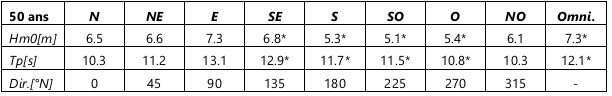 50 ans N NE E SE S SO O NO Omni.
Hm0[m] 6.5 6.6 7.3 6.8* 5.3* 5.1* 5.4* 6.1 7.3*
Tp[s] 10.3 11.2 13.1 12.9* 11.7* 11.5* 10.8* 10.3 12.1*
Dir.[°N] 0 45 90 135 180 225 270 315 -